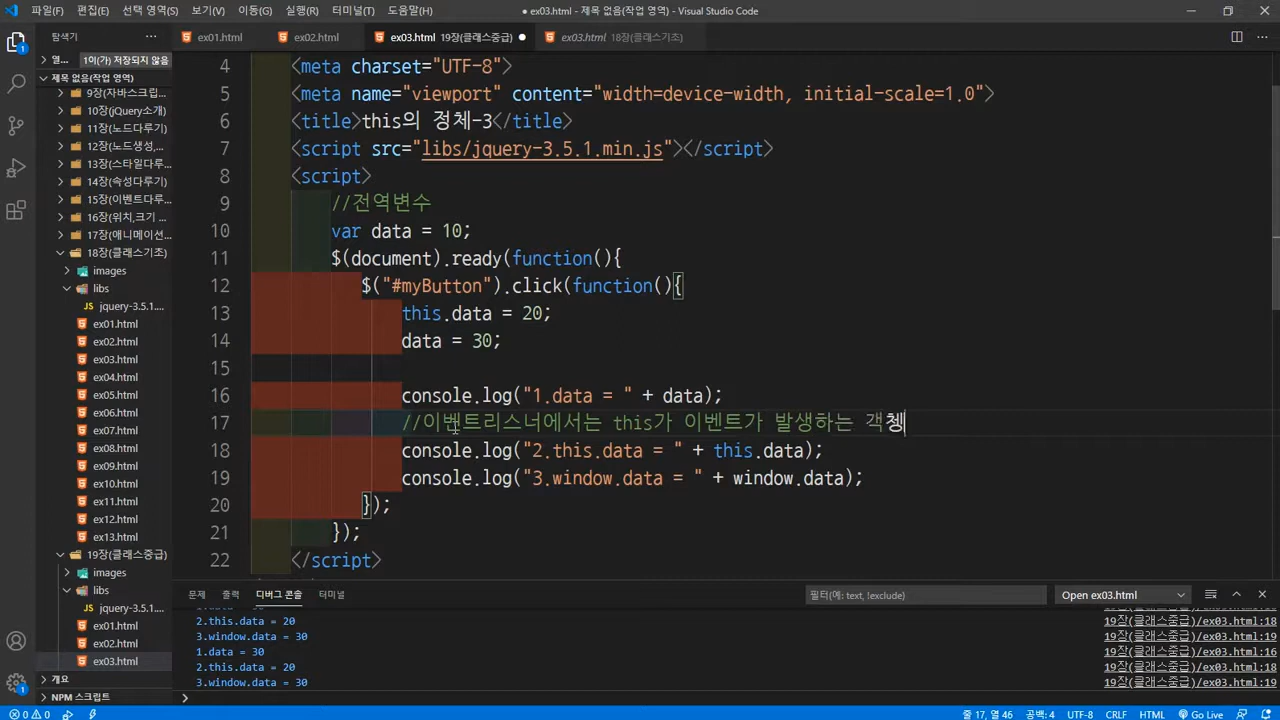 파일(F) 편집(E) 선택 영역(S) 보기(V) 이동(G) 실행(R) 터미널(T) 도움말(H) ● ex03.html - 제목 없음(작업 영역) - Visual Studio Code
탐색기 ···
열... 1이(가) 저장되지 않음
제목 없음(작업 영역)
9장(자바스크립...
10장(jQuery소개)
11장(노드다루기)
12장(노드생성,...
13장(스타일다루...
14장(속성다루기)
15장(이벤트다루...
16장(위치,크기 ...
17장(애니메이션...
18장(클래스기초)
images
libs
jquery-3.5.1....
ex01.html
ex02.html
ex03.html
ex04.html
ex05.html
ex06.html
ex07.html
ex08.html
ex09.html
ex10.html
ex11.html
ex12.html
ex13.html
19장(클래스중급)
images
libs
jquery-3.5.1....
ex01.html
ex02.html
ex03.html
개요
NPM 스크립트
ex01.html ex02.html ex03.html 19장(클래스중급) ● ex03.html 18장(클래스기초)
4 <meta charset="UTF-8">
5 <meta name="viewport" content="width=device-width, initial-scale=1.0">
6 <title>this의 정체-3</title>
7 <script src="libs/jquery-3.5.1.min.js"></script>
8 <script>
9 //전역변수
10 var data = 10;
11 $(document).ready(function(){
12 $("#myButton").click(function(){
13 this.data = 20;
14 data = 30;
15
16 console.log("1.data = " + data);
17 //이벤트리스너에서는 this가 이벤트가 발생하는 객쳉
18 console.log("2.this.data = " + this.data);
19 console.log("3.window.data = " + window.data);
20 });
21 });
22 </script>
문제 출력 디버그 콘솔 터미널 필터(예: text, !exclude) Open ex03.html
2.this.data = 20 19장(클래스중급)/ex03.html:18
3.window.data = 30 19장(클래스중급)/ex03.html:19
1.data = 30 19장(클래스중급)/ex03.html:16
2.this.data = 20 19장(클래스중급)/ex03.html:18
3.window.data = 30 19장(클래스중급)/ex03.html:19
0 0 줄 17, 열 46 공백: 4 UTF-8 CRLF HTML Go Live